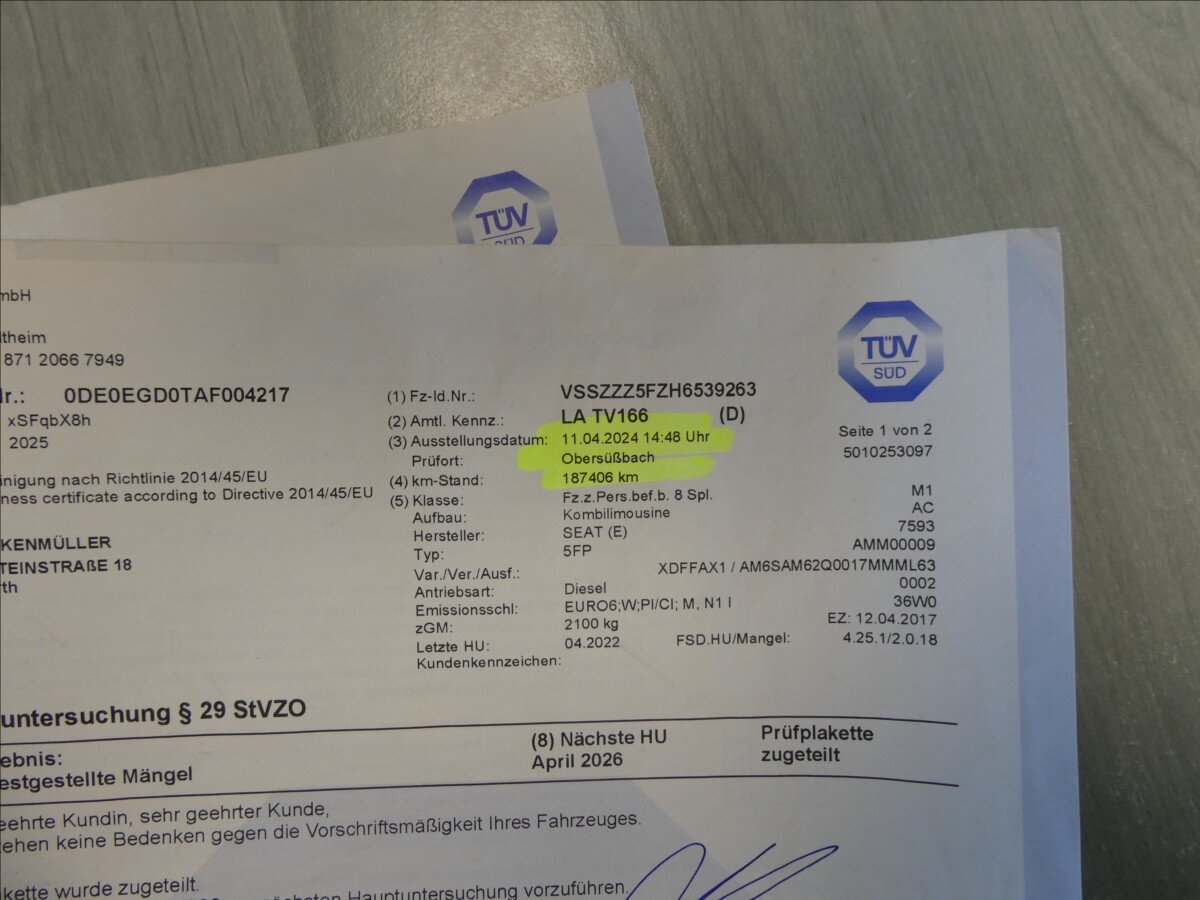 TÜV
SÜD
mbH
TÜV
SÜD
ltheim
871 2066 7949
Nr.: 0DE0EGD0TAF004217
xSFqbX8h
2025
(1) Fz-Id.Nr.: VSSZZZ5FZH6539263
(2) Amtl. Kennz.: LA TV166 (D)
(3) Ausstellungsdatum: 11.04.2024 14:48 Uhr
Seite 1 von 2
Prüfort: Obersüßbach
5010253097
(4) km-Stand: 187406 km
inigung nach Richtlinie 2014/45/EU
ness certificate according to Directive 2014/45/EU
(5) Klasse: Fz.z.Pers.bef.b. 8 Spl. M1
Aufbau: Kombilimousine AC
Hersteller: SEAT (E) 7593
Typ: 5FP AMM00009
Var./Ver./Ausf.: XDFFAX1 / AM6SAM62Q0017MMML63
Antriebsart: Diesel 0002
Emissionsschl: EURO6;W;PI/CI; M, N1 I 36W0
zGM: 2100 kg EZ: 12.04.2017
Letzte HU: 04.2022 FSD.HU/Mangel: 4.25.1/2.0.18
Kundenkennzeichen:
KENMÜLLER
TEINSTRAßE 18
rth
untersuchung § 29 StVZO
ebnis:
estgestellte Mängel
(8) Nächste HU
April 2026
Prüfplakette
zugeteilt
eehrte Kundin, sehr geehrter Kunde,
ehen keine Bedenken gegen die Vorschriftsmäßigkeit Ihres Fahrzeuges.
kette wurde zugeteilt.
nächsten Hauptuntersuchung vorzuführen.